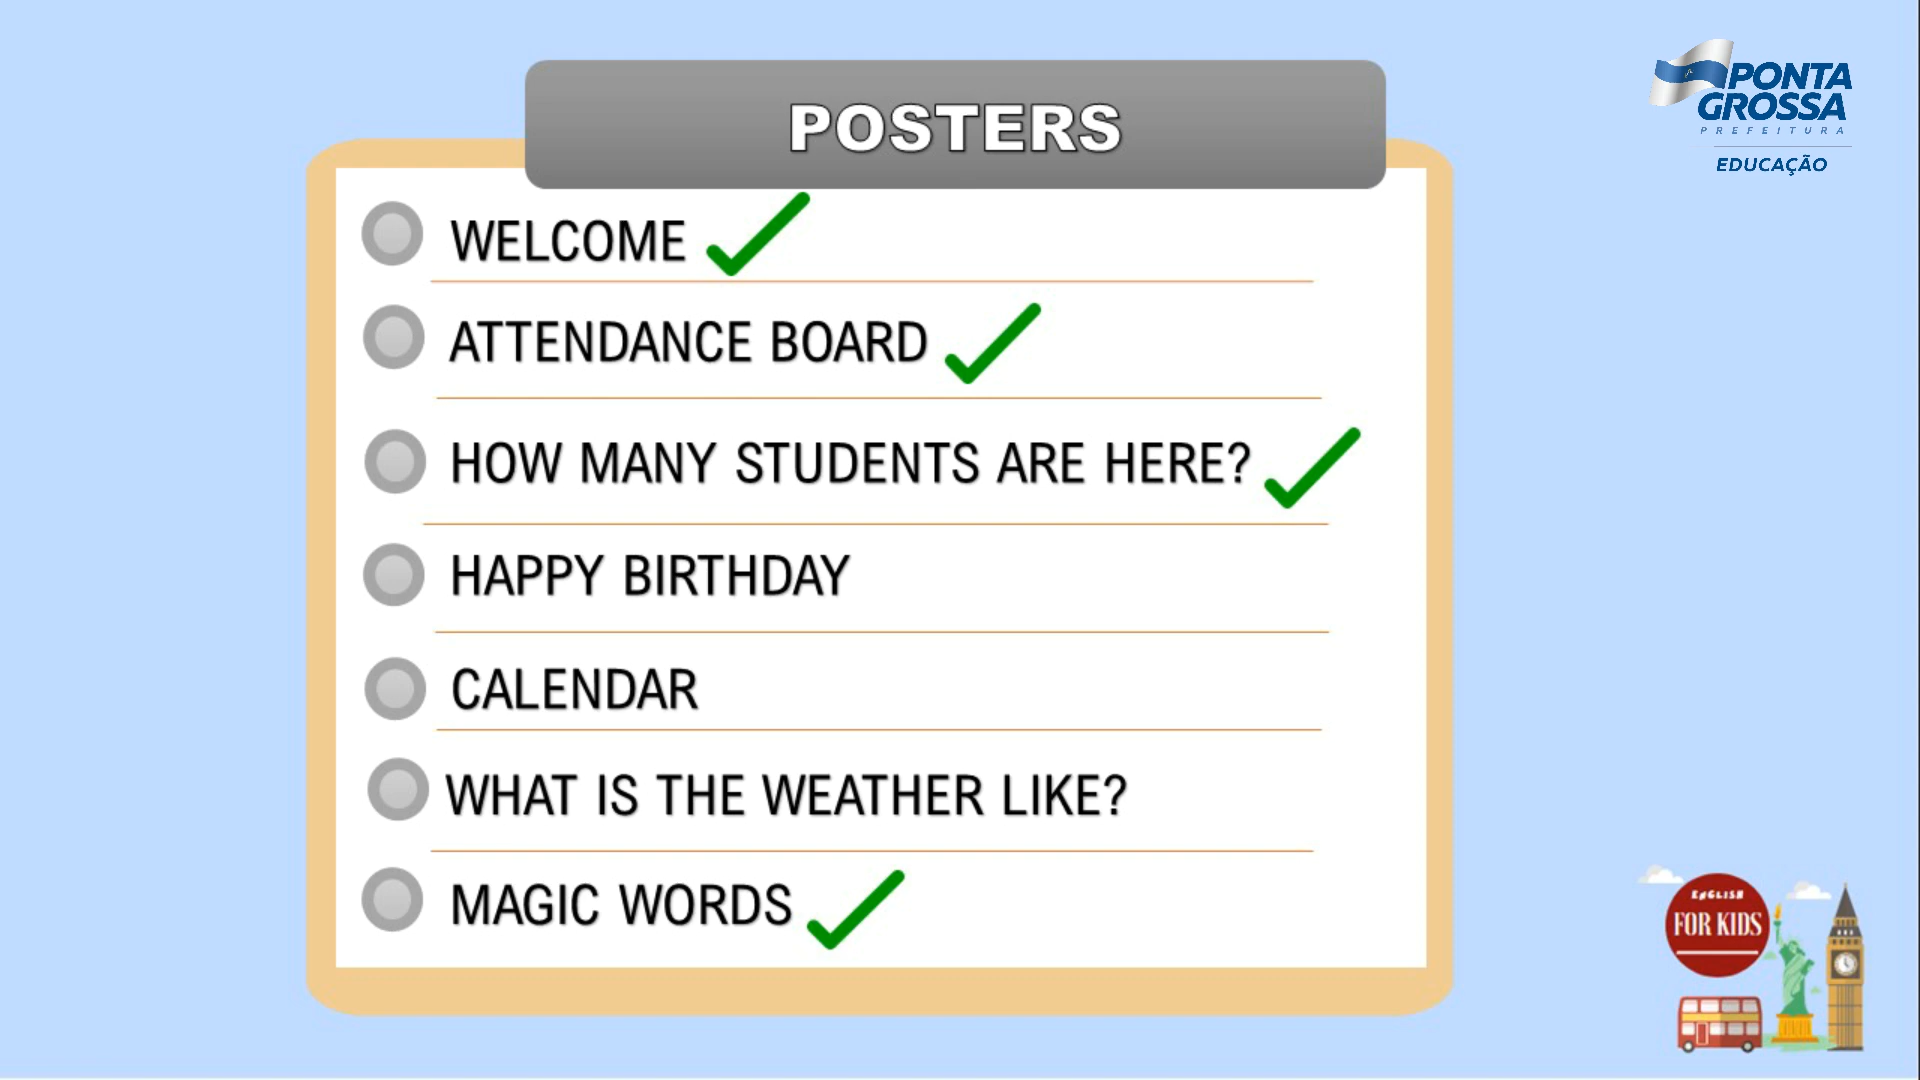 POSTERS
PONTA
GROSSA
PREFEITURA
EDUCAÇÃO
WELCOME
ATTENDANCE BOARD
HOW MANY STUDENTS ARE HERE?
HAPPY BIRTHDAY
CALENDAR
WHAT IS THE WEATHER LIKE?
MAGIC WORDS
ENGLISH
FOR KIDS